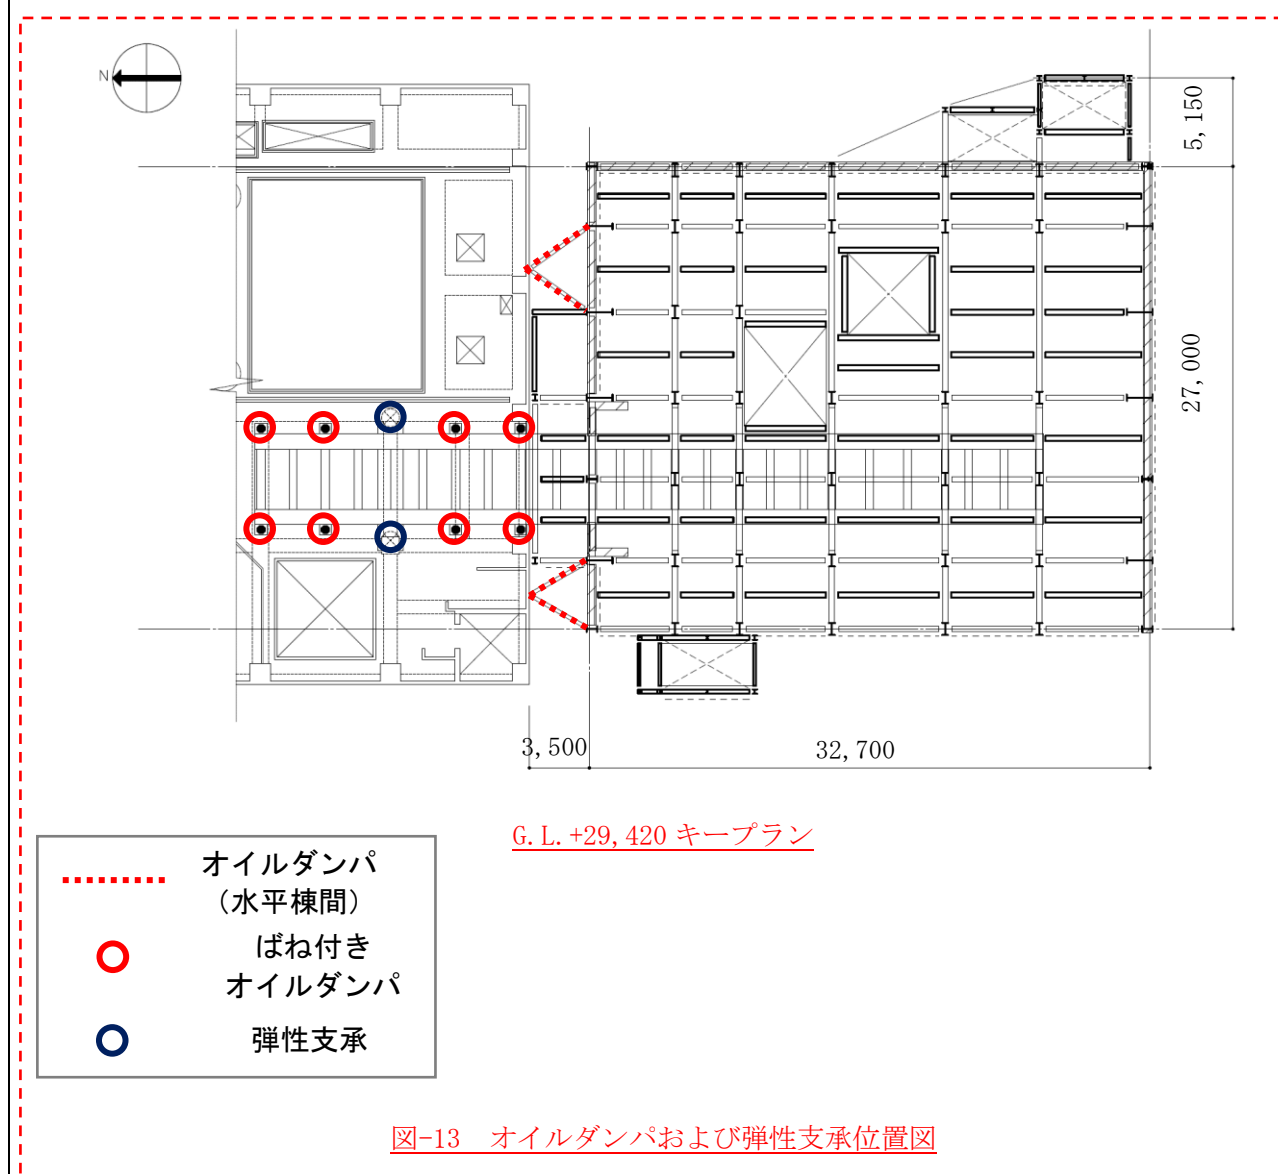 N
5,150
27,000
3,500
32,700
G.L.+29,420 キープラン
オイルダンパ
（水平棟間）
ばね付き
オイルダンパ
弾性支承
図-13　オイルダンパおよび弾性支承位置図